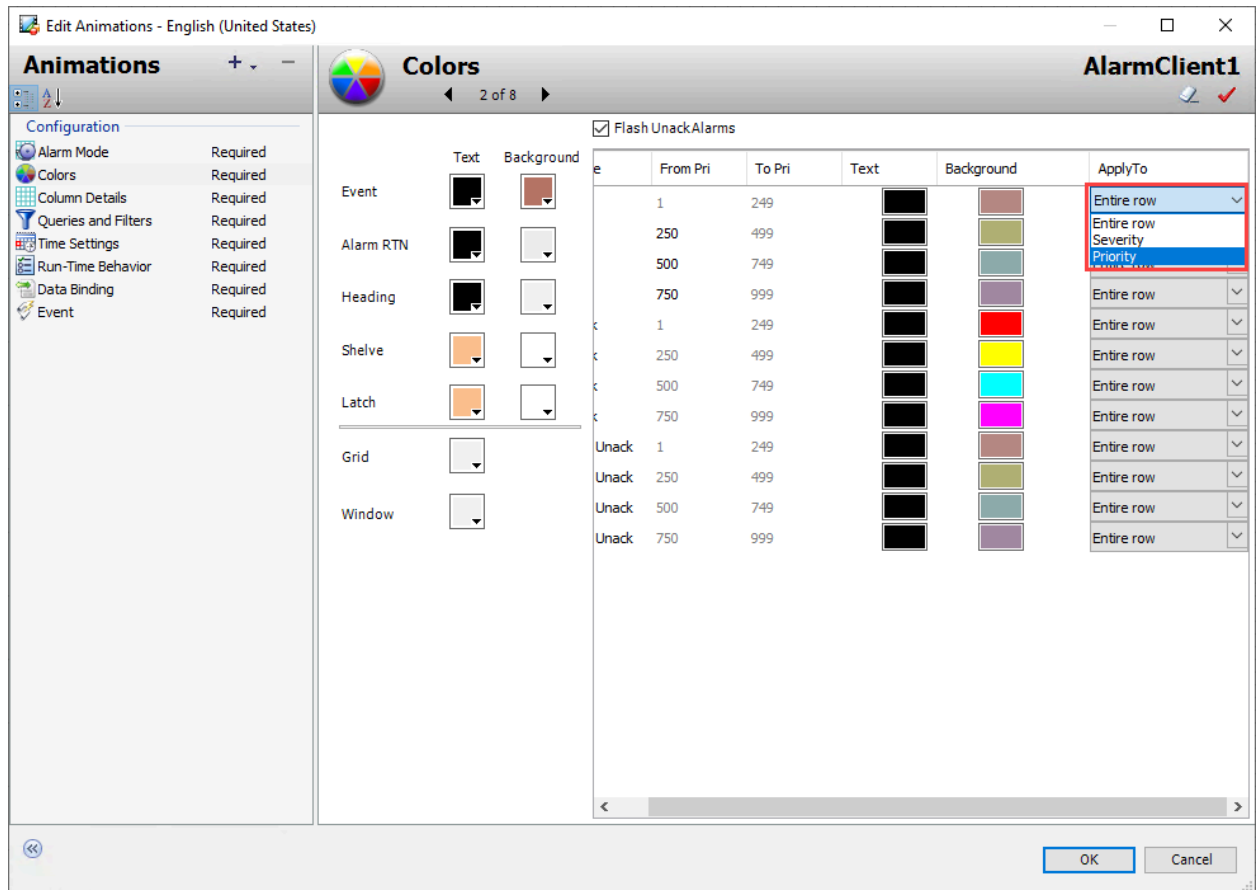 Edit Animations - English (United States)
Animations
Colors
AlarmClient1
2 of 8
Configuration
Alarm Mode Required
Colors Required
Column Details Required
Queries and Filters Required
Time Settings Required
Run-Time Behavior Required
Data Binding Required
Event Required
Flash UnackAlarms
Text Background
Event
Alarm RTN
Heading
Shelve
Latch
Grid
Window
e From Pri To Pri Text Background ApplyTo
1 249 Entire row
Entire row
250 499
Severity
500 749
Priority
750 999 Entire row
k 1 249 Entire row
k 250 499 Entire row
k 500 749 Entire row
k 750 999 Entire row
Unack 1 249 Entire row
Unack 250 499 Entire row
Unack 500 749 Entire row
Unack 750 999 Entire row
OK Cancel